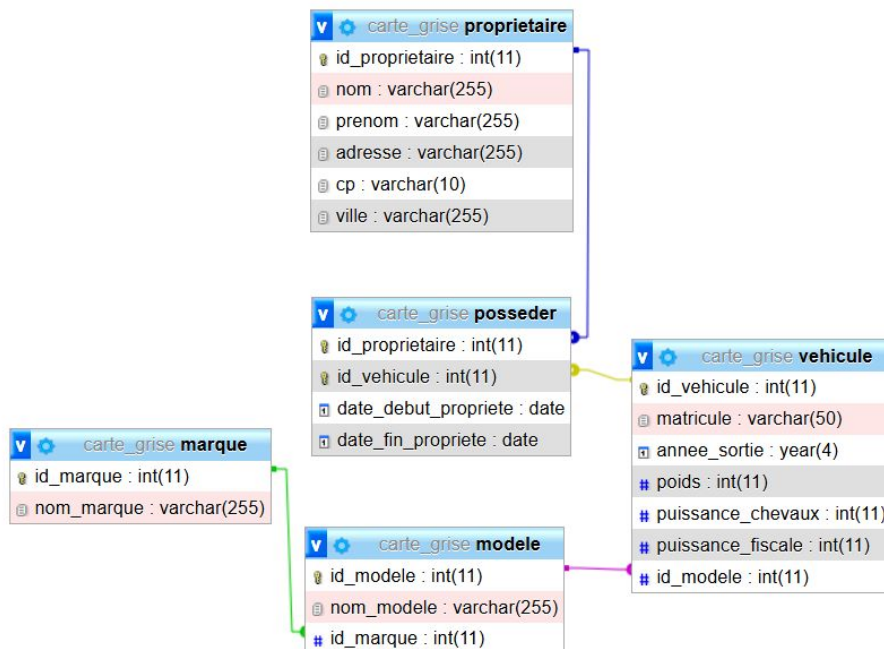 carte_grise proprietaire
id_proprietaire : int(11)
nom : varchar(255)
prenom : varchar(255)
adresse : varchar(255)
cp : varchar(10)
ville : varchar(255)
carte_grise posseder
id_proprietaire : int(11)
id_vehicule : int(11)
date_debut_propriete : date
date_fin_propriete : date
carte_grise vehicule
id_vehicule : int(11)
matricule : varchar(50)
annee_sortie : year(4)
poids : int(11)
puissance_chevaux : int(11)
puissance_fiscale : int(11)
id_modele : int(11)
carte_grise marque
id_marque : int(11)
nom_marque : varchar(255)
carte_grise modele
id_modele : int(11)
nom_modele : varchar(255)
id_marque : int(11)